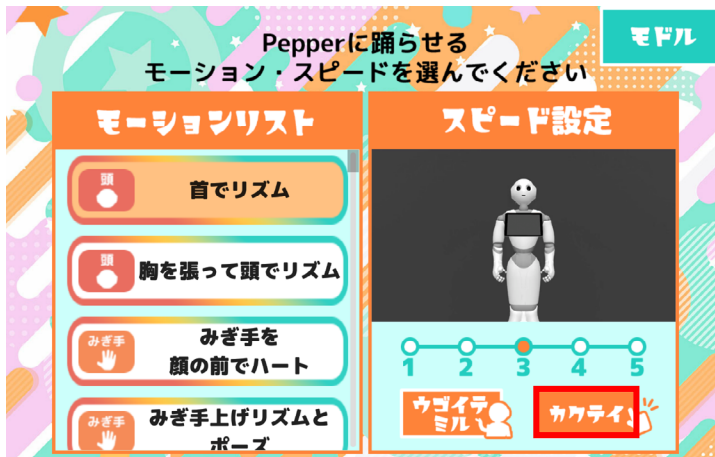 Pepperに踊らせる
モーション・スピードを選んでください
モドル
モーションリスト
頭
首でリズム
頭
胸を張って頭でリズム
みぎ手
みぎ手を
顔の前でハート
みぎ手
みぎ手上げリズムと
ポーズ
スピード設定
1 2 3 4 5
ウゴイテ
ミル
カクテイ